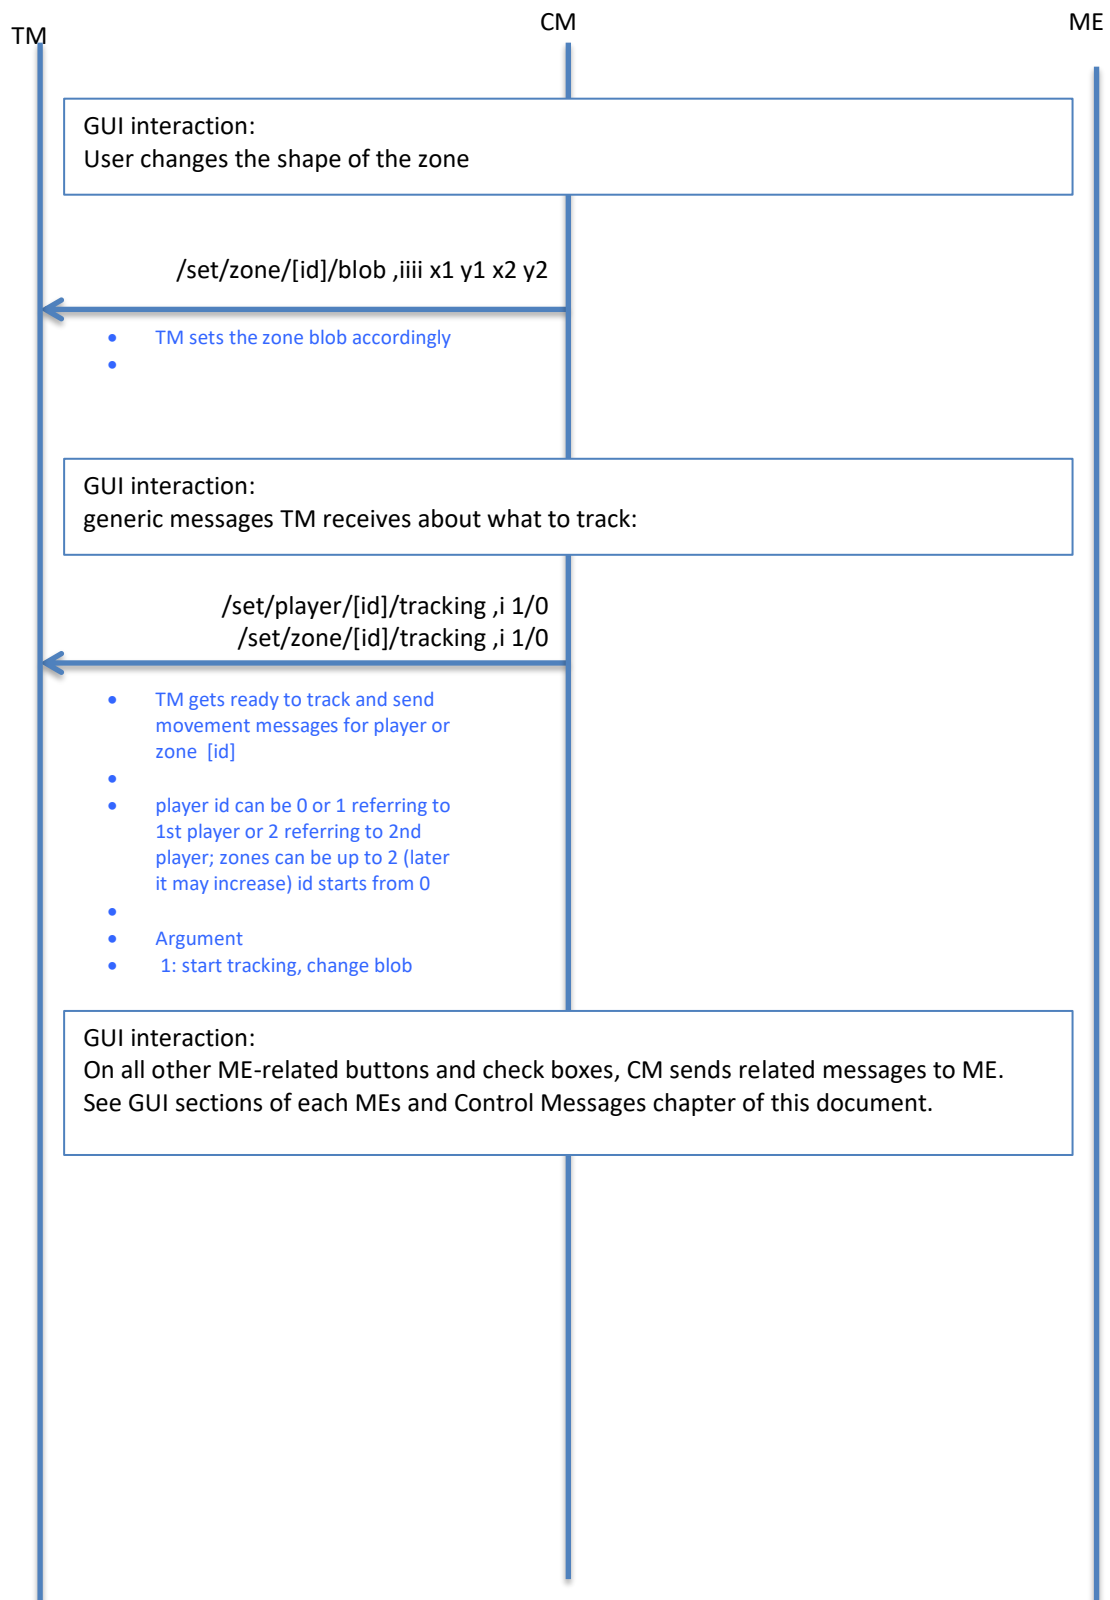 TM
CM
ME
GUI interaction:
User changes the shape of the zone
/set/zone/[id]/blob ,iiii x1 y1 x2 y2
• TM sets the zone blob accordingly
•
GUI interaction:
generic messages TM receives about what to track:
/set/player/[id]/tracking ,i 1/0
/set/zone/[id]/tracking ,i 1/0
• TM gets ready to track and send
movement messages for player or
zone [id]
•
• player id can be 0 or 1 referring to
1st player or 2 referring to 2nd
player; zones can be up to 2 (later
it may increase) id starts from 0
•
• Argument
• 1: start tracking, change blob
GUI interaction:
On all other ME-related buttons and check boxes, CM sends related messages to ME.
See GUI sections of each MEs and Control Messages chapter of this document.